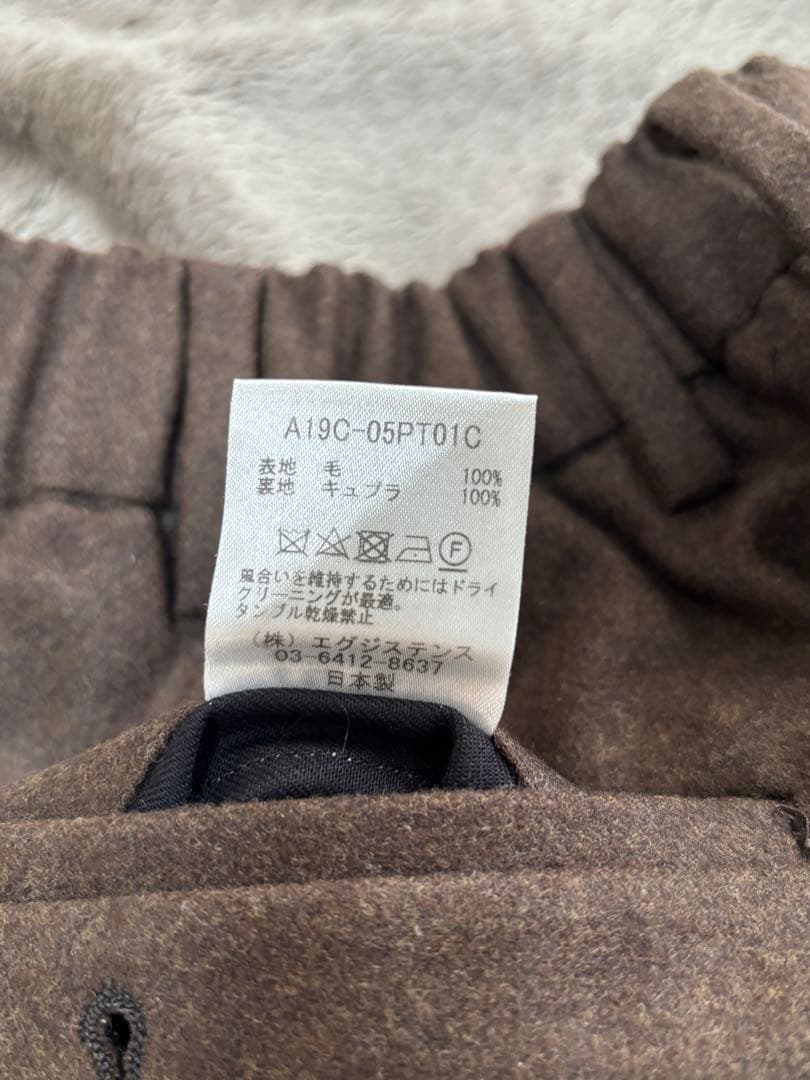 A19C-05PT01C
表地 毛 100%
裏地 キュプラ 100%
F
風合いを維持するためにはドライ
クリーニングが最適。
タンブル乾燥禁止
(株) エグジステンス
03-6412-8637
日本製